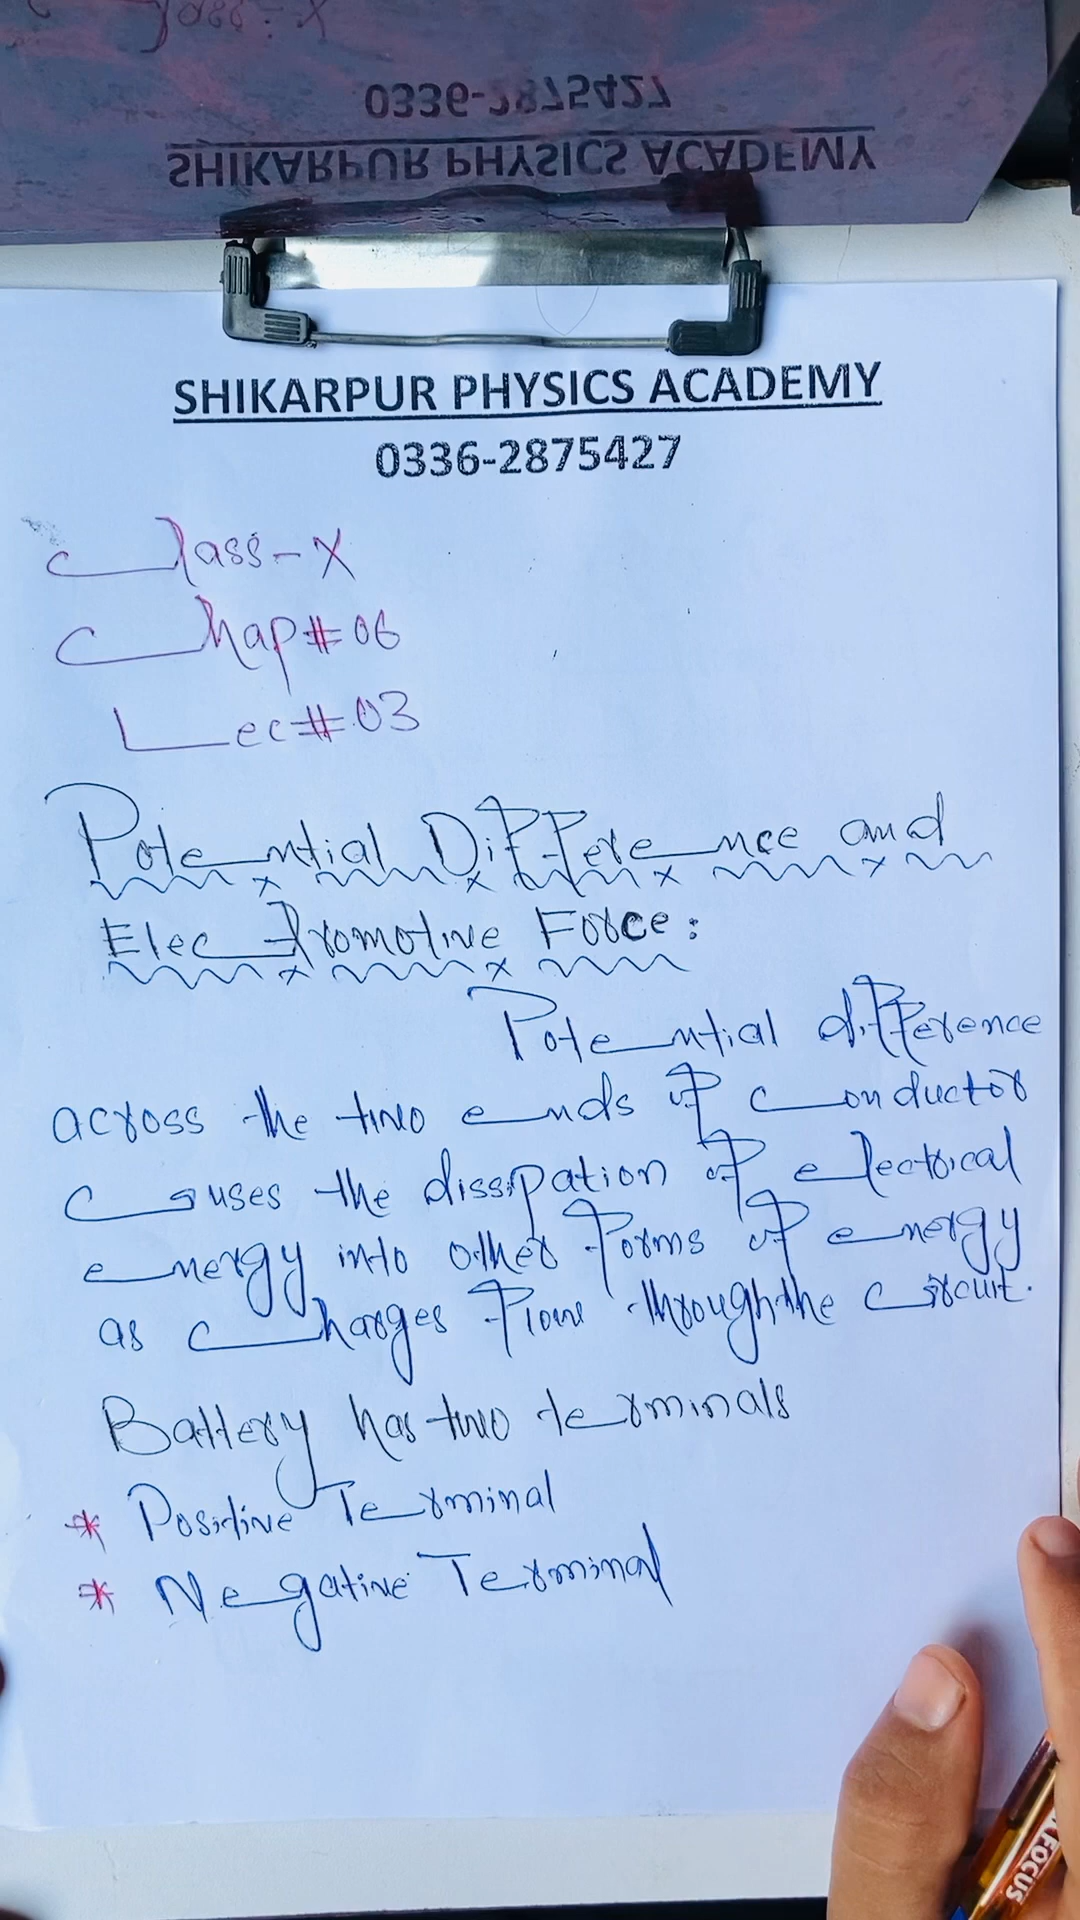 lass:- X
0336-2875427
SHIKARPUR PHYSICS ACADEMY
SHIKARPUR PHYSICS ACADEMY
0336-2875427
Class-X
Chap#06
Lec#03
Potential Difference and
Electromotive Force:
Potential difference
across the two ends of conductor
causes the dissipation of electrical
energy into other forms of energy
as charges flow through the circuit.
Battery has two terminals
* Positive Terminal
* Negative Terminal
FOCUS